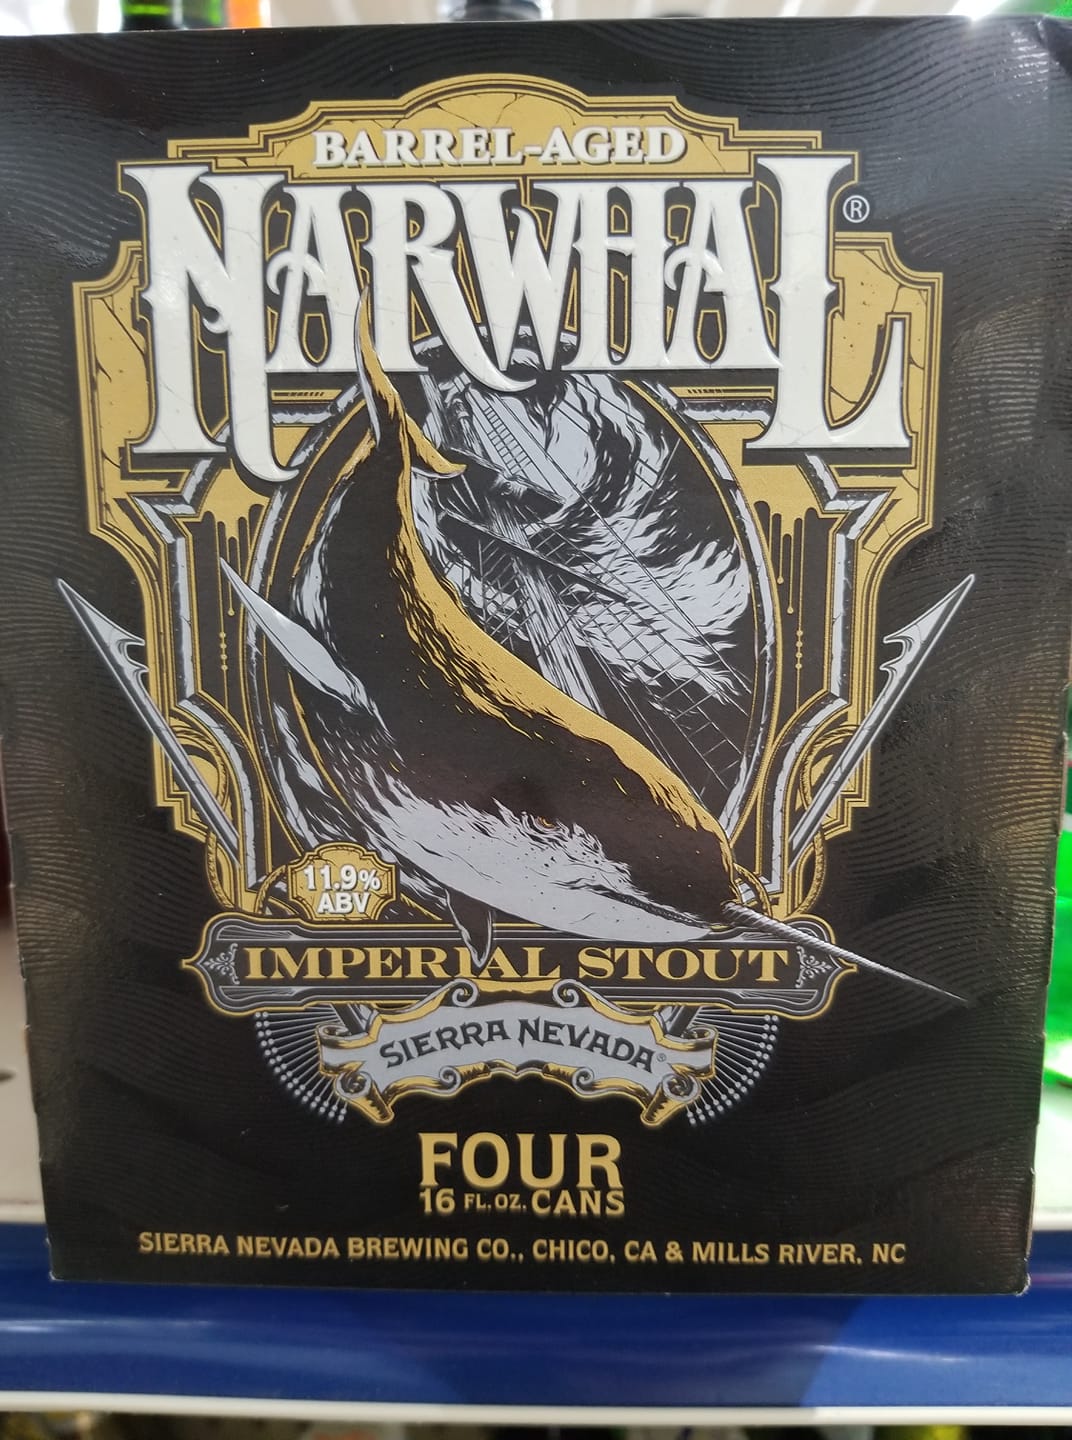 BARREL-AGED
NARWHAL®
11.9%
ABV
IMPERIAL STOUT
SIERRA NEVADA®
FOUR
16 FL. OZ. CANS
SIERRA NEVADA BREWING CO., CHICO, CA & MILLS RIVER, NC